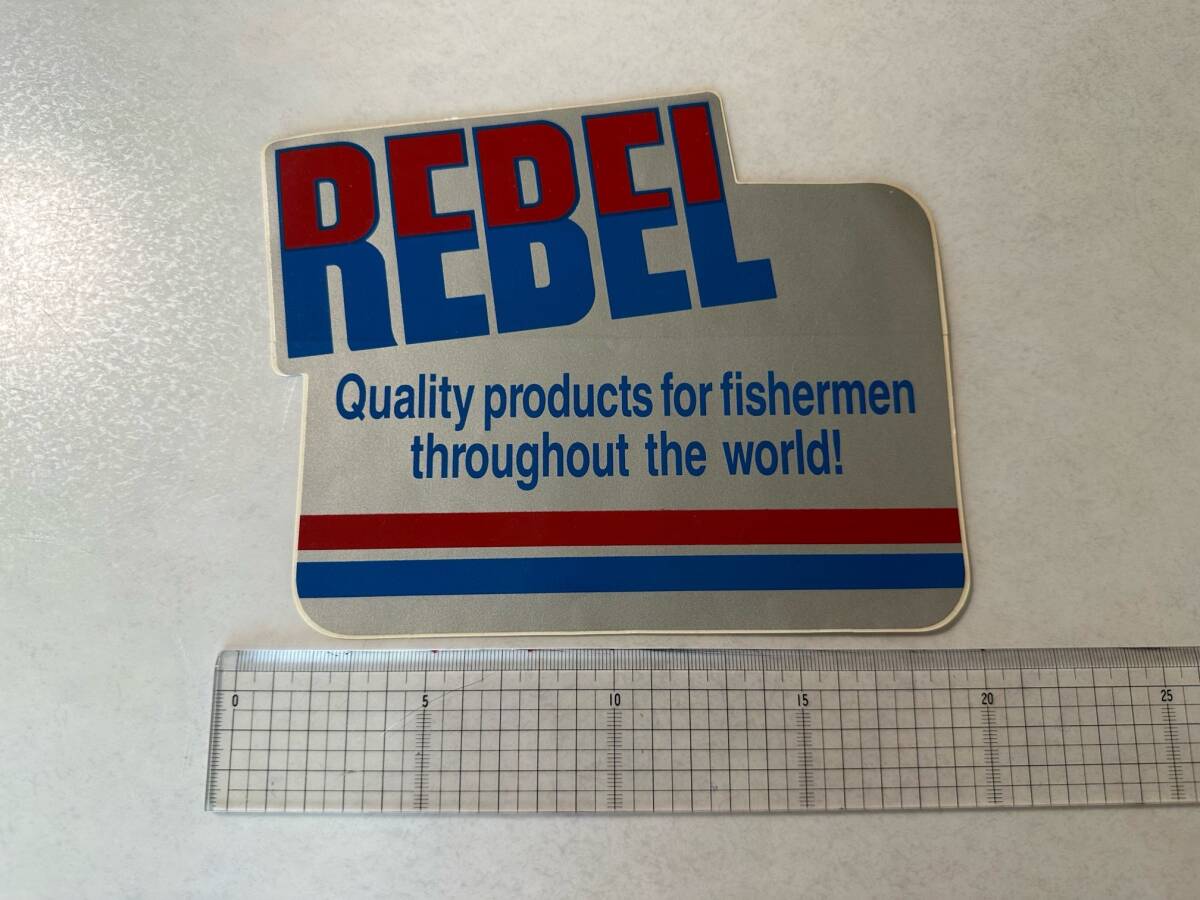 REBEL
Quality products for fishermen
throughout the world!
0 5 10 15 20 25